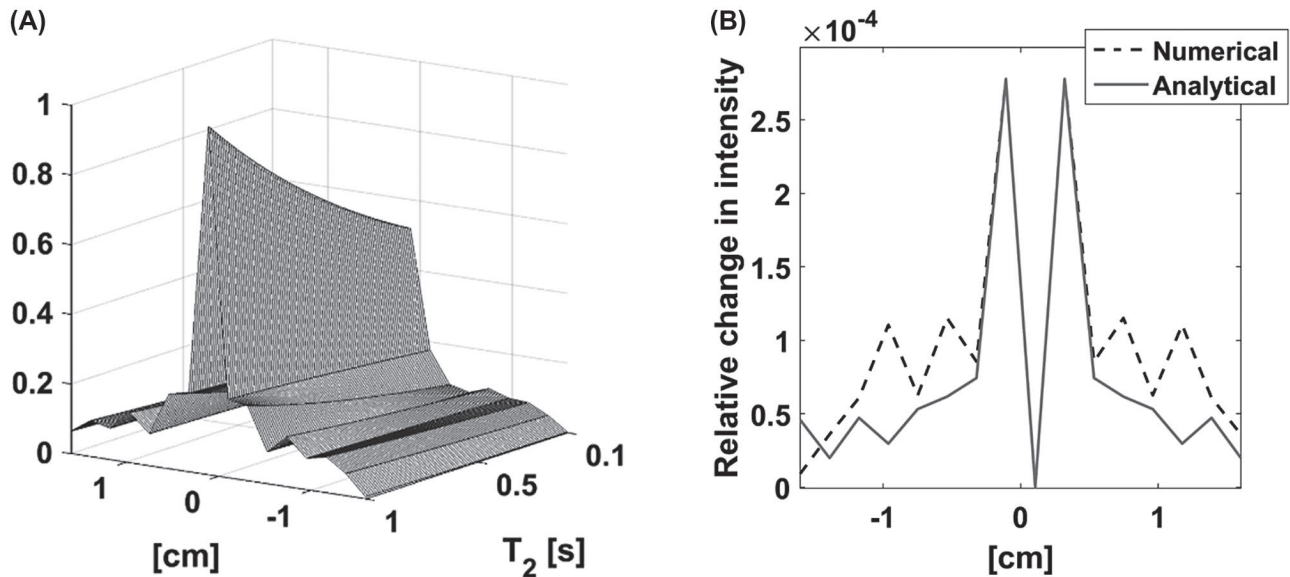 (A)
1
0.8
0.6
0.4
0.2
0
1
0
-1
[cm]
1
0.5
0.1
T2 [s]
(B)
×10-4
Numerical
Analytical
Relative change in intensity
2.5
2
1.5
1
0.5
0
-1
0
1
[cm]